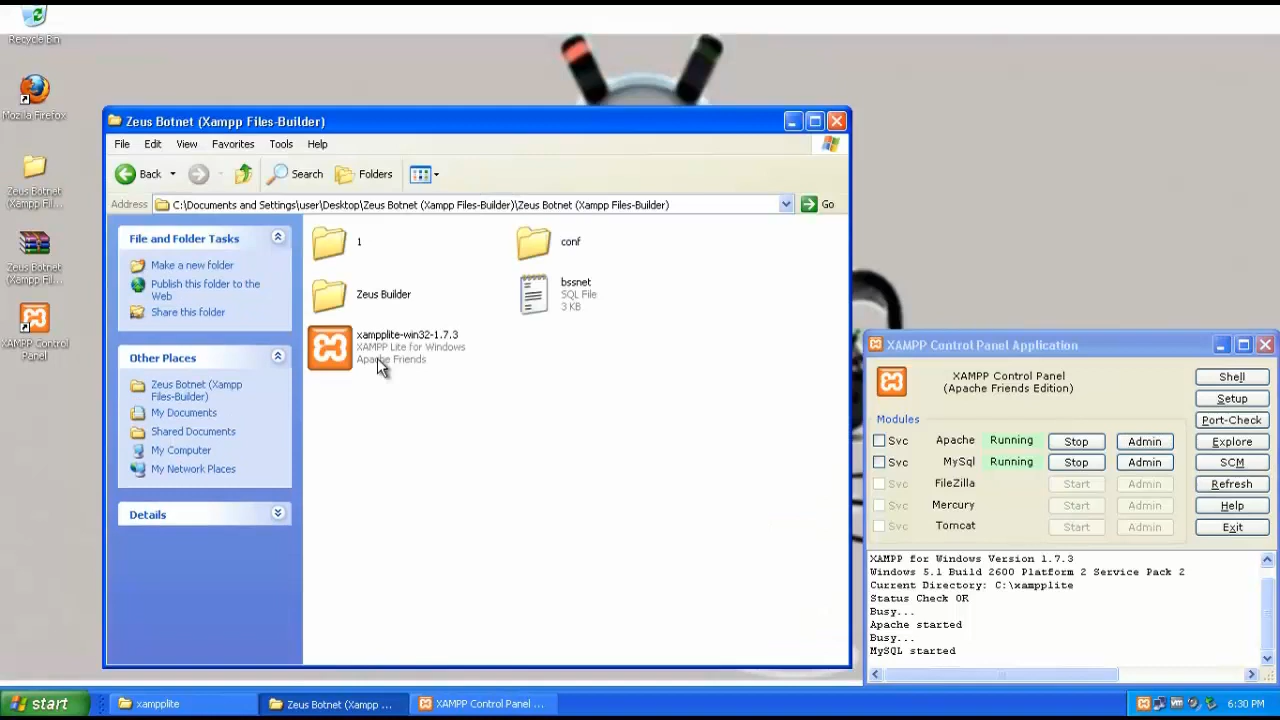 Recycle Bin
Mozilla Firefox
Zeus Botnet
(Xampp Fil...
Zeus Botnet
(Xampp Fil...
XAMPP Control
Panel
Zeus Botnet (Xampp Files-Builder)
File Edit View Favorites Tools Help
Back Search Folders
Address C:\Documents and Settings\user\Desktop\Zeus Botnet (Xampp Files-Builder)\Zeus Botnet (Xampp Files-Builder) Go
File and Folder Tasks
Make a new folder
Publish this folder to the
Web
Share this folder
Other Places
Zeus Botnet (Xampp
Files-Builder)
My Documents
Shared Documents
My Computer
My Network Places
Details
1
conf
Zeus Builder
bssnet
SQL File
3 KB
xampplite-win32-1.7.3
XAMPP Lite for Windows
Apache Friends
XAMPP Control Panel Application
XAMPP Control Panel
(Apache Friends Edition)
Shell
Setup
Modules
Port-Check
Svc Apache Running Stop Admin Explore
Svc MySql Running Stop Admin SCM
Svc FileZilla Start Admin Refresh
Svc Mercury Start Admin Help
Svc Tomcat Start Admin Exit
XAMPP for Windows Version 1.7.3
Windows 5.1 Build 2600 Platform 2 Service Pack 2
Current Directory: C:\xampplite
Status Check OK
Busy...
Apache started
Busy...
MySQL started
start xampplite Zeus Botnet (Xampp ... XAMPP Control Panel ... 6:30 PM